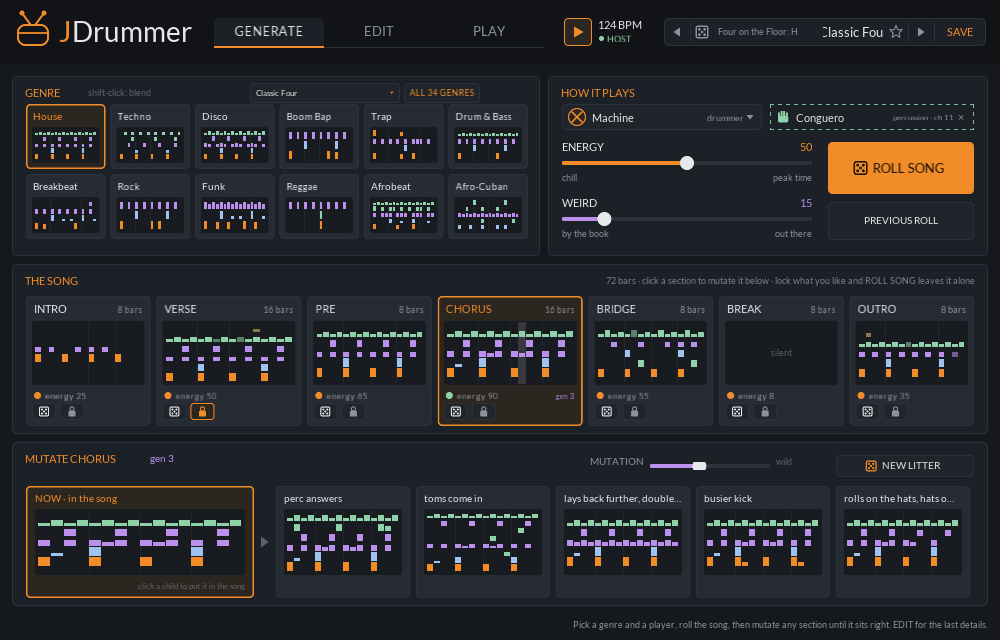 JDrummer
GENERATE
EDIT
PLAY
124 BPM
HOST
Four on the Floor: H
Classic Fou
SAVE
GENRE
shift-click: blend
Classic Four
ALL 34 GENRES
House
Techno
Disco
Boom Bap
Trap
Drum & Bass
Breakbeat
Rock
Funk
Reggae
Afrobeat
Afro-Cuban
HOW IT PLAYS
Machine
drummer
Conguero
percussion · ch 11 ×
ENERGY
50
chill
peak time
WEIRD
15
by the book
out there
ROLL SONG
PREVIOUS ROLL
THE SONG
72 bars · click a section to mutate it below · lock what you like and ROLL SONG leaves it alone
INTRO
8 bars
VERSE
16 bars
PRE
8 bars
CHORUS
16 bars
BRIDGE
8 bars
BREAK
8 bars
OUTRO
8 bars
silent
energy 25
energy 50
energy 65
energy 90
gen 3
energy 55
energy 8
energy 35
MUTATE CHORUS
gen 3
MUTATION
wild
NEW LITTER
NOW · in the song
click a child to put it in the song
perc answers
toms come in
lays back further, double...
busier kick
rolls on the hats, hats o...
Pick a genre and a player, roll the song, then mutate any section until it sits right. EDIT for the last details.